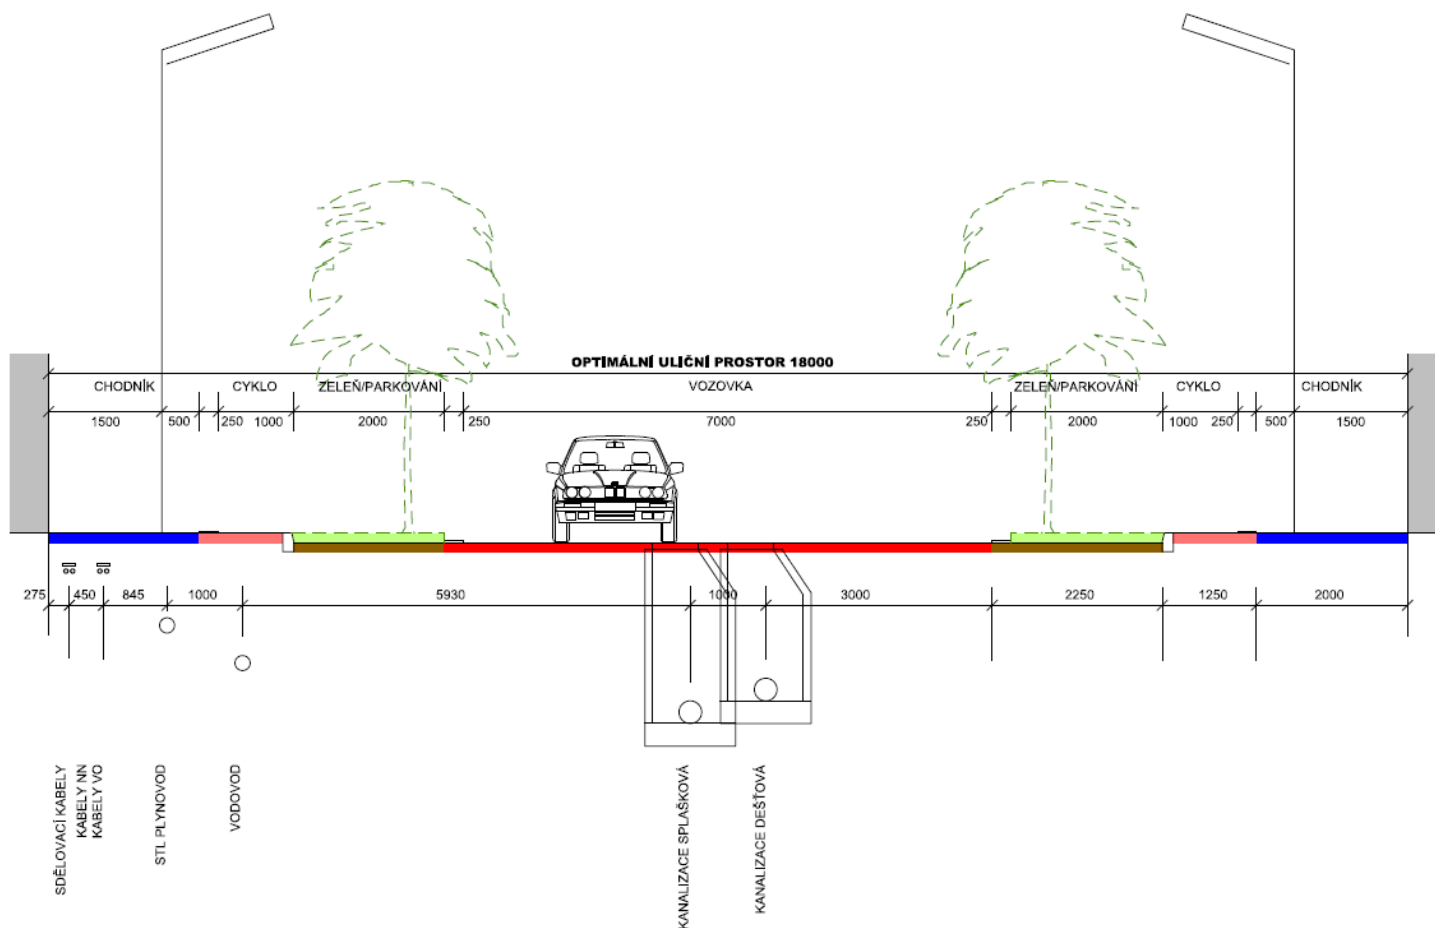 OPTIMÁLNÍ ULIČNÍ PROSTOR 18000
CHODNÍK CYKLO ZELEŇ/PARKOVÁNÍ VOZOVKA ZELEŇ/PARKOVÁNÍ CYKLO CHODNÍK
1500 500 250 1000 2000 250 7000 250 2000 1000 250 500 1500
275 450 845 1000 5930 1000 3000 2250 1250 2000
SDĚLOVACÍ KABELY
KABELY NN
KABELY VO
STL PLYNOVOD
VODOVOD
KANALIZACE SPLAŠKOVÁ
KANALIZACE DEŠŤOVÁ